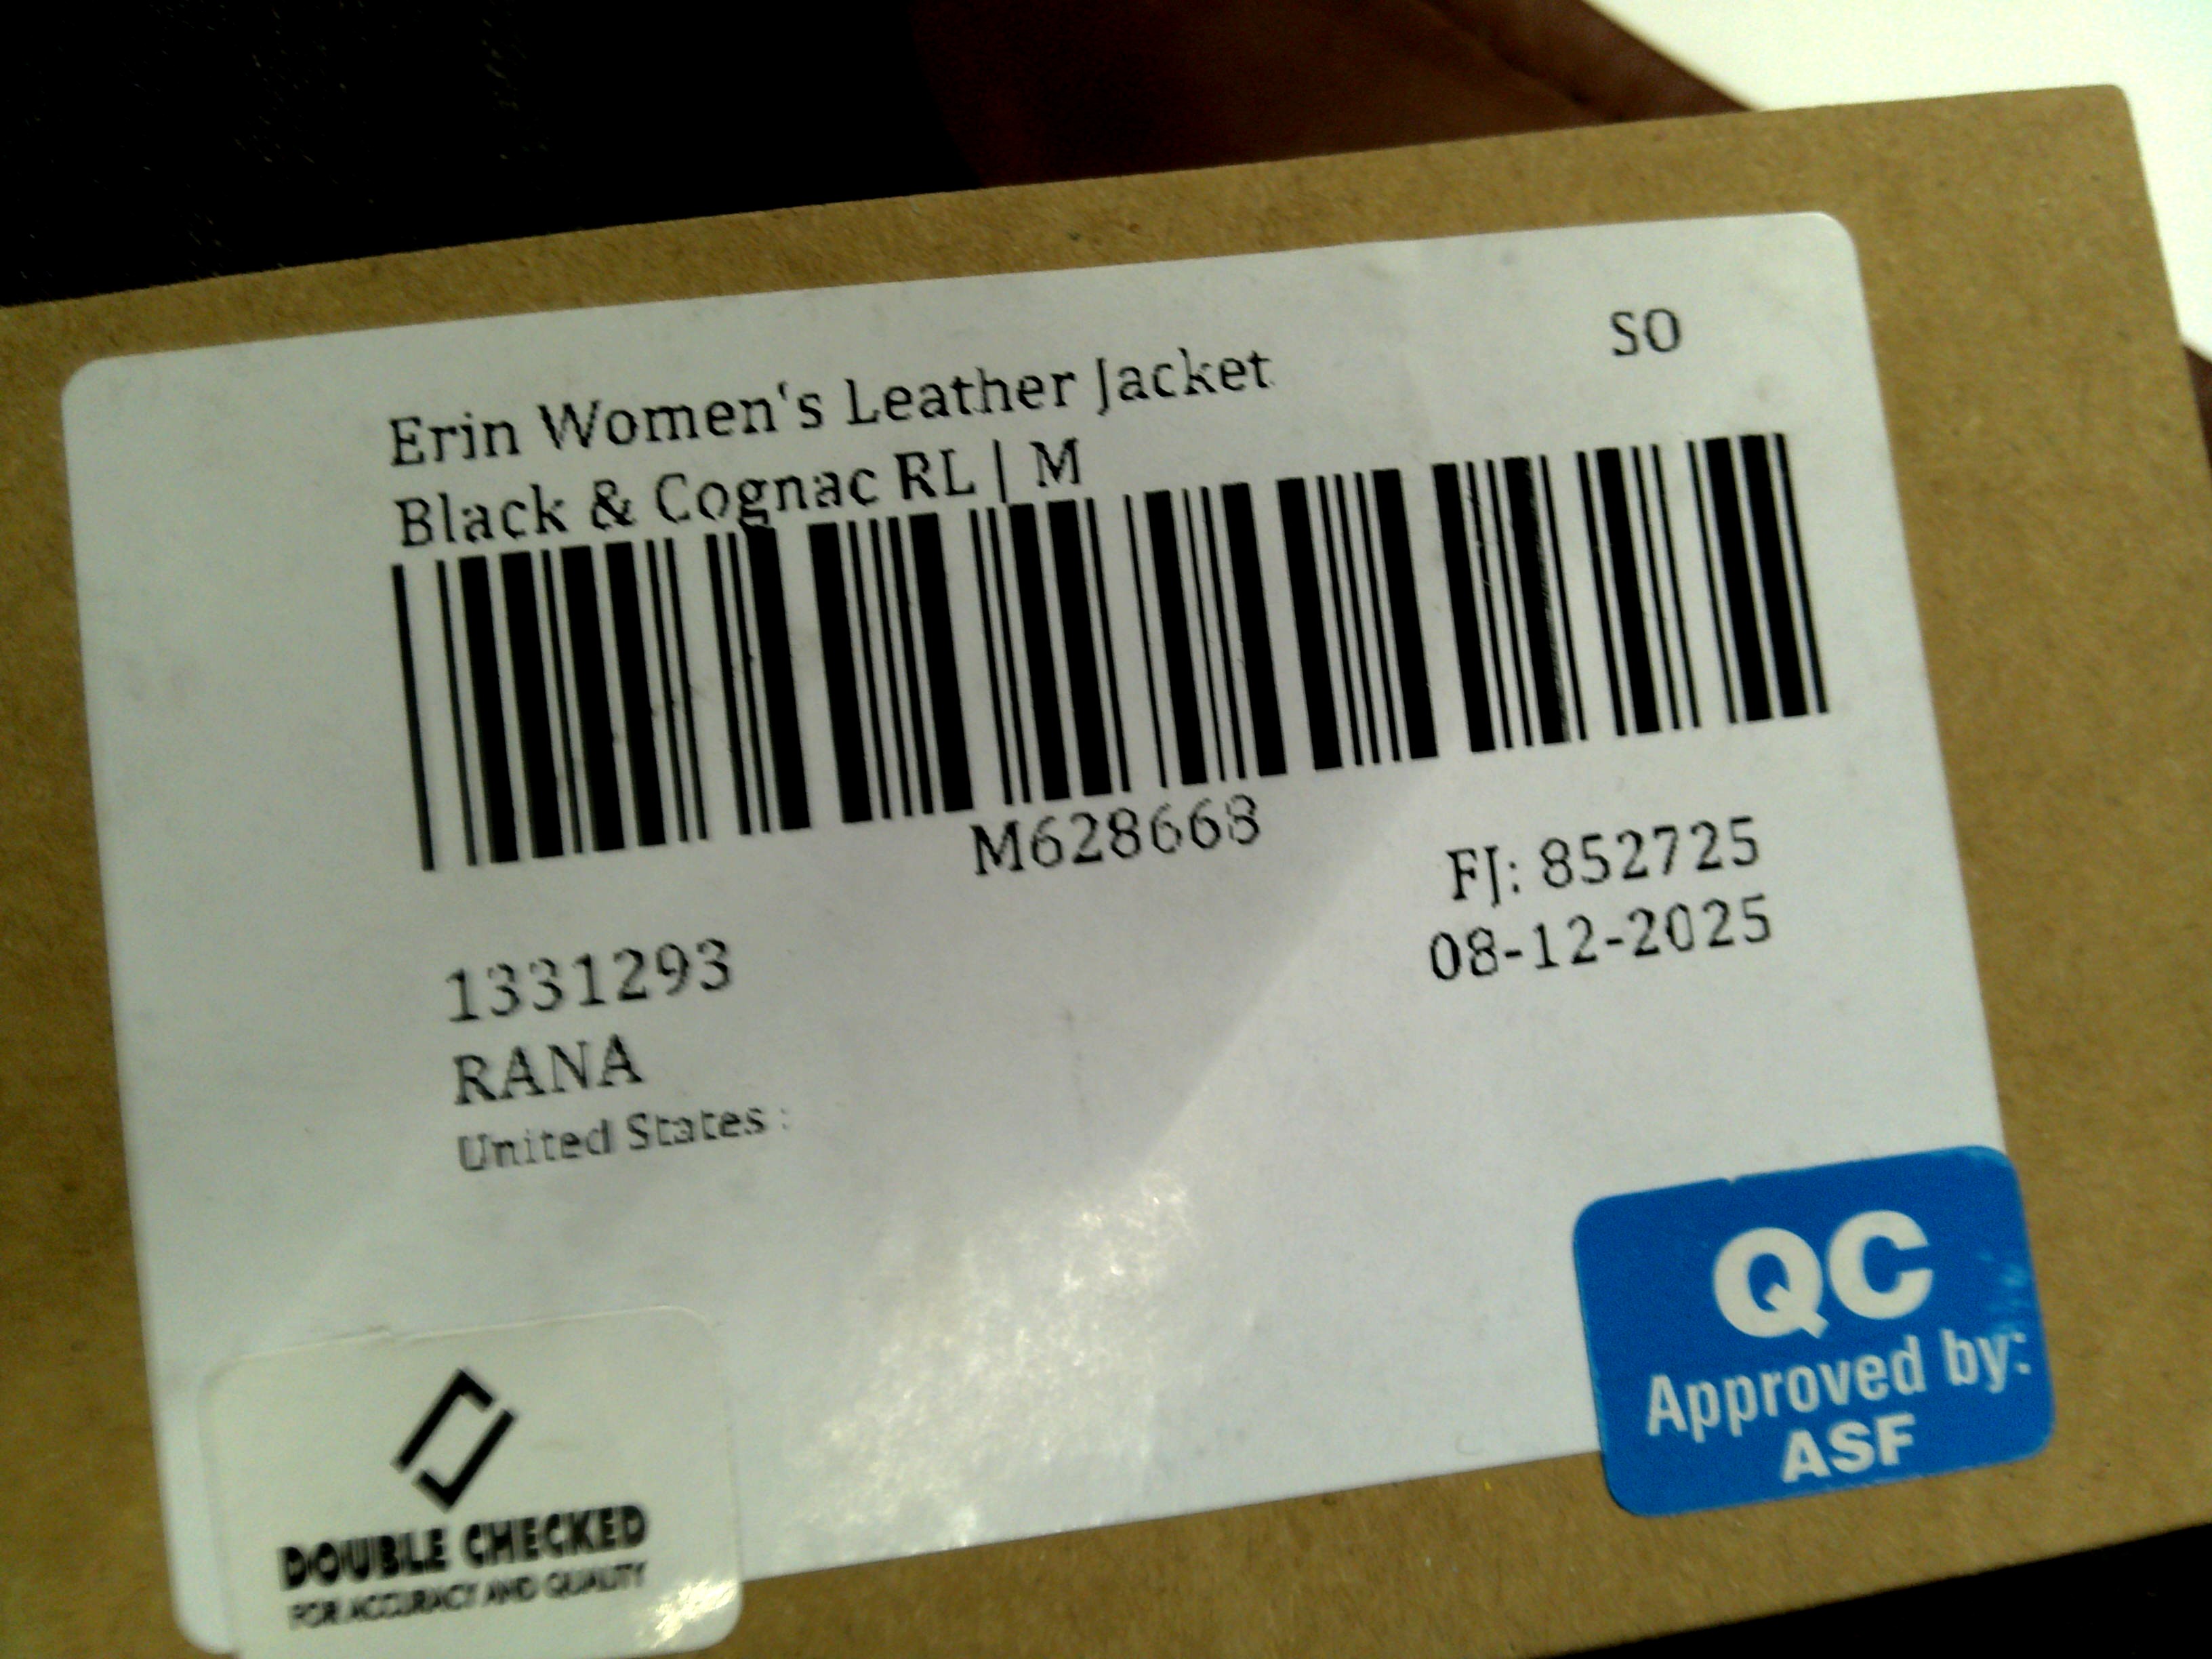 Erin Women's Leather Jacket
SO
Black & Cognac RL | M
M628668
FJ: 852725
08-12-2025
1331293
RANA
United States :
QC
Approved by:
ASF
DOUBLE CHECKED
FOR ACCURACY AND QUALITY